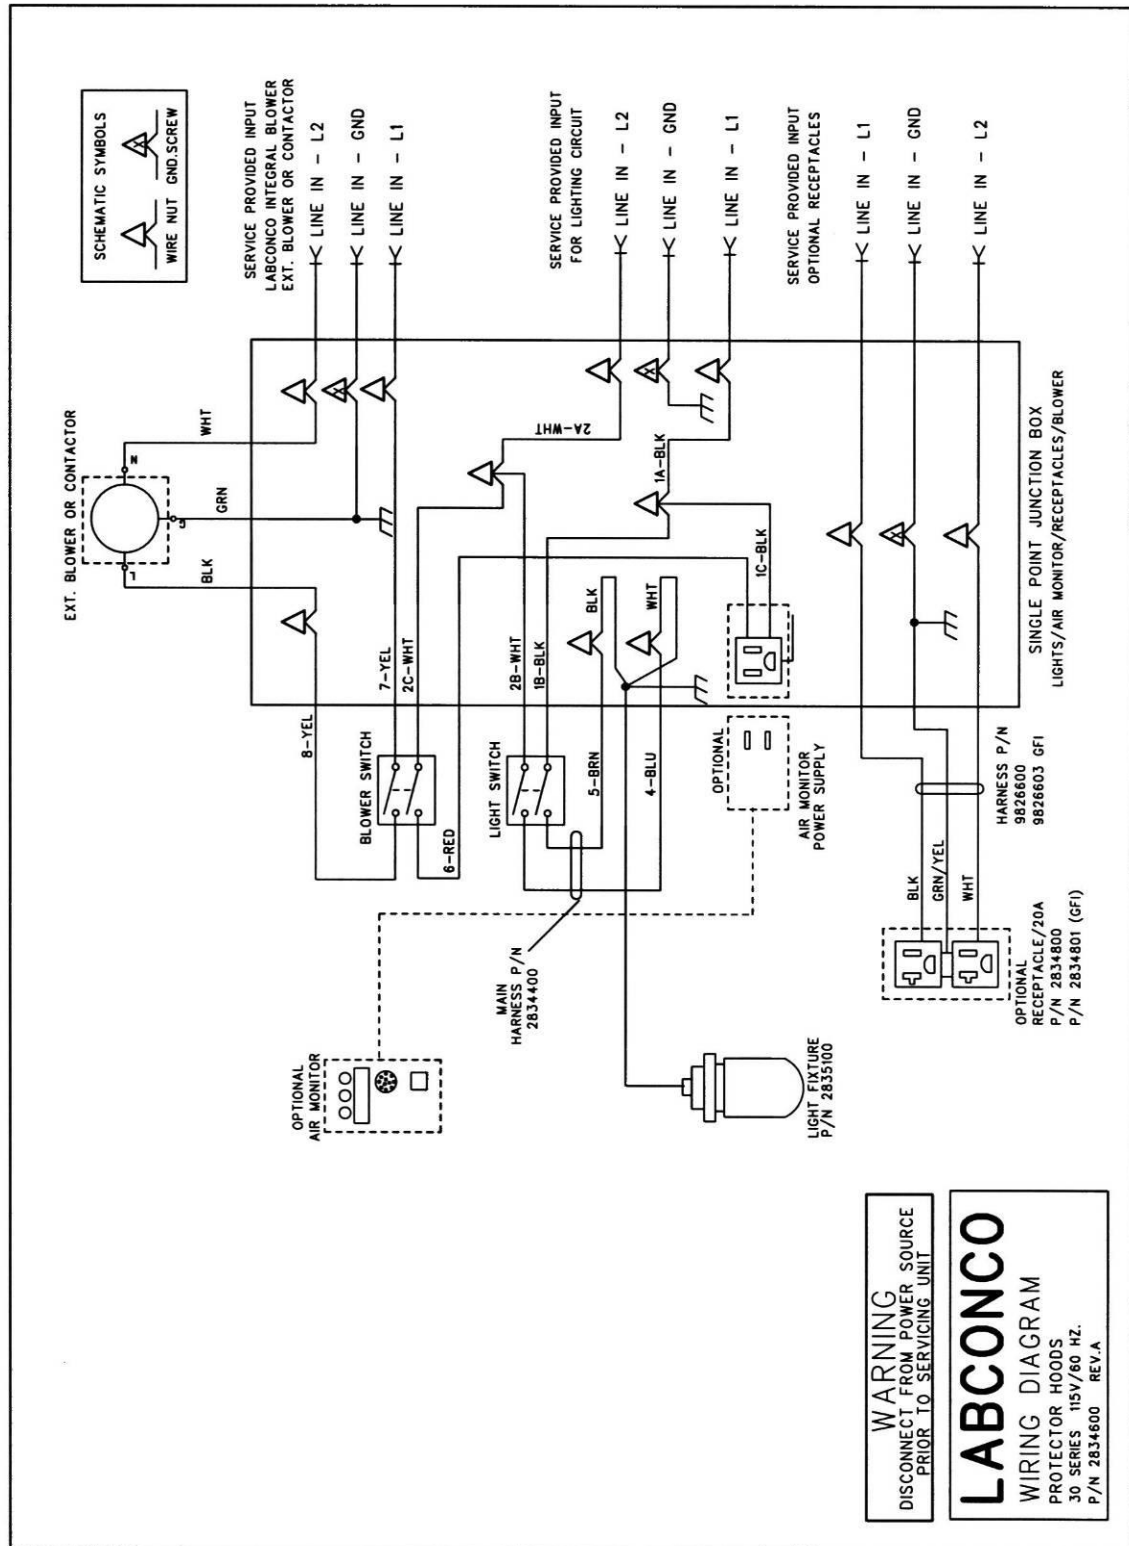 SCHEMATIC SYMBOLS
WIRE NUT
GND.SCREW
EXT. BLOWER OR CONTACTOR
L
N
G
BLK
GRN
WHT
SERVICE PROVIDED INPUT
LABCONCO INTEGRAL BLOWER
EXT. BLOWER OR CONTACTOR
LINE IN - L2
LINE IN - GND
LINE IN - L1
8-YEL
7-YEL
2C-WHT
BLOWER SWITCH
6-RED
2A-WHT
SERVICE PROVIDED INPUT
FOR LIGHTING CIRCUIT
LINE IN - L2
LINE IN - GND
LINE IN - L1
2B-WHT
1B-BLK
1A-BLK
1C-BLK
LIGHT SWITCH
5-BRN
4-BLU
BLK
WHT
OPTIONAL
AIR MONITOR
MAIN
HARNESS P/N
2834400
OPTIONAL
AIR MONITOR
POWER SUPPLY
LIGHT FIXTURE
P/N 2835100
SERVICE PROVIDED INPUT
OPTIONAL RECEPTACLES
LINE IN - L1
LINE IN - GND
LINE IN - L2
BLK
GRN/YEL
WHT
HARNESS P/N
9826600
9826603 GFI
OPTIONAL
RECEPTACLE/20A
P/N 2834800
P/N 2834801 (GFI)
SINGLE POINT JUNCTION BOX
LIGHTS/AIR MONITOR/RECEPTACLES/BLOWER
WARNING
DISCONNECT FROM POWER SOURCE
PRIOR TO SERVICING UNIT
LABCONCO
WIRING DIAGRAM
PROTECTOR HOODS
30 SERIES 115V/60 HZ.
P/N 2834600 REV.A